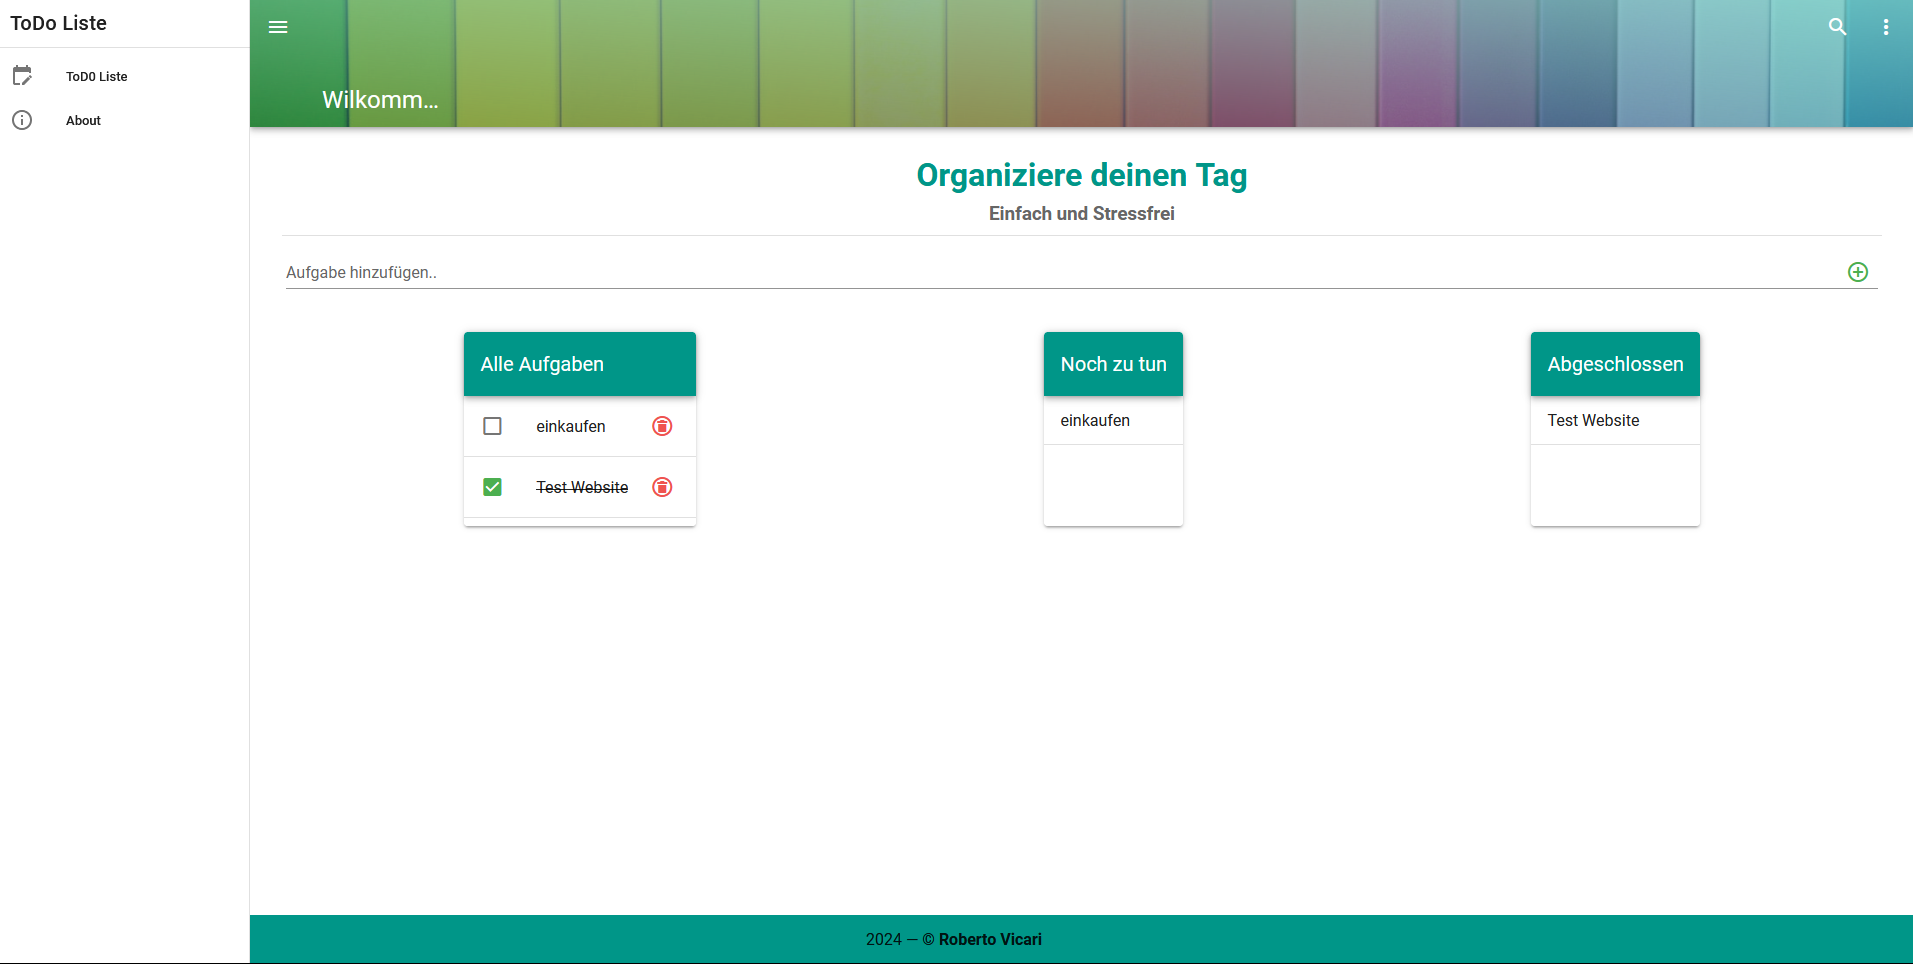 ToDo Liste
ToD0 Liste
About
Wilkomm...
Organiziere deinen Tag
Einfach und Stressfrei
Aufgabe hinzufügen..
Alle Aufgaben
einkaufen
Test Website
Noch zu tun
einkaufen
Abgeschlossen
Test Website
2024 — © Roberto Vicari